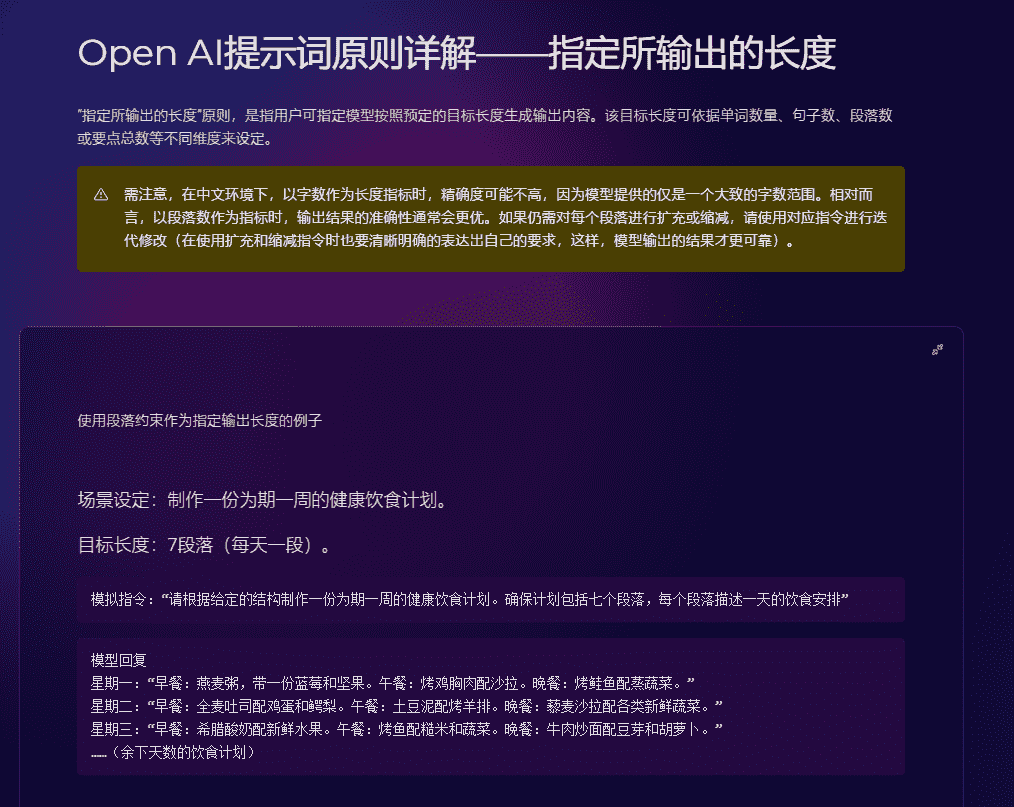 Open AI提示词原则详解——指定所输出的长度
"指定所输出的长度"原则，是指用户可指定模型按照预定的目标长度生成输出内容。该目标长度可依据单词数量、句子数、段落数
或要点总数等不同维度来设定。
需注意，在中文环境下，以字数作为长度指标时，精确度可能不高，因为模型提供的仅是一个大致的字数范围。相对而
言，以段落数作为指标时，输出结果的准确性通常会更优。如果仍需对每个段落进行扩充或缩减，请使用对应指令进行迭
代修改（在使用扩充和缩减指令时也要清晰明确的表达出自己的要求，这样，模型输出的结果才更可靠）。
使用段落约束作为指定输出长度的例子
场景设定：制作一份为期一周的健康饮食计划。
目标长度：7段落（每天一段）。
模拟指令：“请根据给定的结构制作一份为期一周的健康饮食计划。确保计划包括七个段落，每个段落描述一天的饮食安排”
模型回复
星期一：“早餐：燕麦粥，带一份蓝莓和坚果。午餐：烤鸡胸肉配沙拉。晚餐：烤鲑鱼配蒸蔬菜。”
星期二：“早餐：全麦吐司配鸡蛋和鳄梨。午餐：土豆泥配烤羊排。晚餐：藜麦沙拉配各类新鲜蔬菜。”
星期三：“早餐：希腊酸奶配新鲜水果。午餐：烤鱼配糙米和蔬菜。晚餐：牛肉炒面配豆芽和胡萝卜。”
……（余下天数的饮食计划）